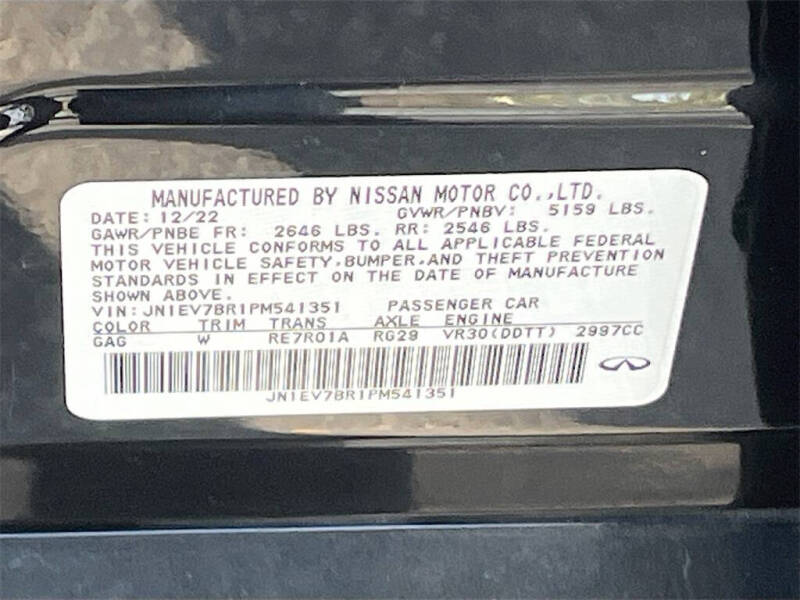 MANUFACTURED BY NISSAN MOTOR CO.,LTD.
DATE: 12/22 GVWR/PNBV: 5159 LBS.
GAWR/PNBE FR: 2646 LBS. RR: 2546 LBS.
THIS VEHICLE CONFORMS TO ALL APPLICABLE FEDERAL
MOTOR VEHICLE SAFETY,BUMPER,AND THEFT PREVENTION
STANDARDS IN EFFECT ON THE DATE OF MANUFACTURE
SHOWN ABOVE.
VIN: JN1EV7BR1PM541351 PASSENGER CAR
COLOR TRIM TRANS AXLE ENGINE
GAG W RE7R01A RG29 VR30(DDTT) 2997CC
JN1EV7BR1PM541351